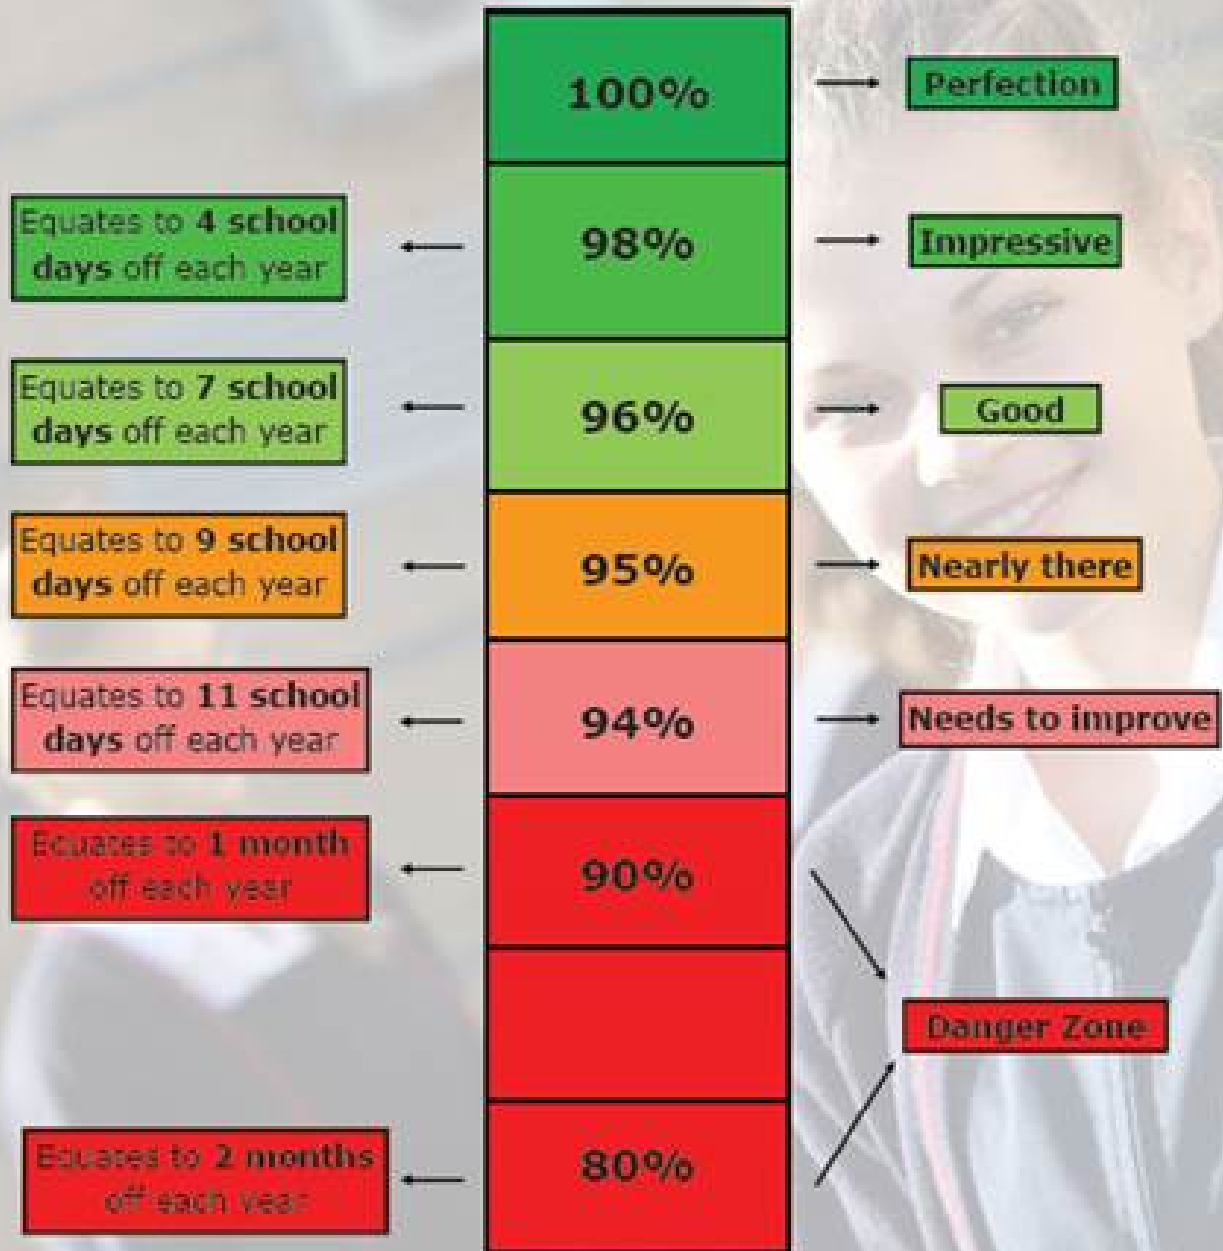 100%
Perfection
Equates to 4 school
days off each year
98%
Impressive
Equates to 7 school
days off each year
96%
Good
Equates to 9 school
days off each year
95%
Nearly there
Equates to 11 school
days off each year
94%
Needs to improve
Equates to 1 month
off each year
90%
Danger Zone
Equates to 2 months
off each year
80%